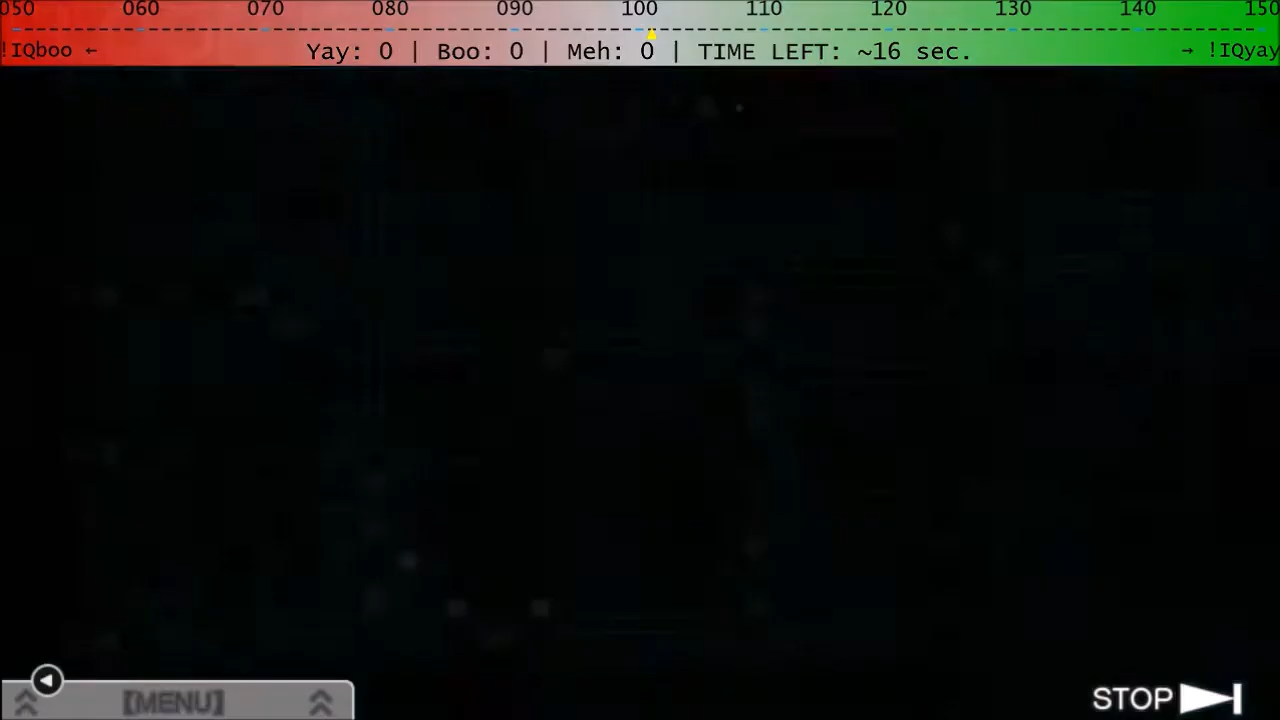 050 060 070 080 090 100 110 120 130 140 150
!IQboo ← Yay: 0 | Boo: 0 | Meh: 0 | TIME LEFT: ~16 sec. → !IQyay
[MENU]
STOP